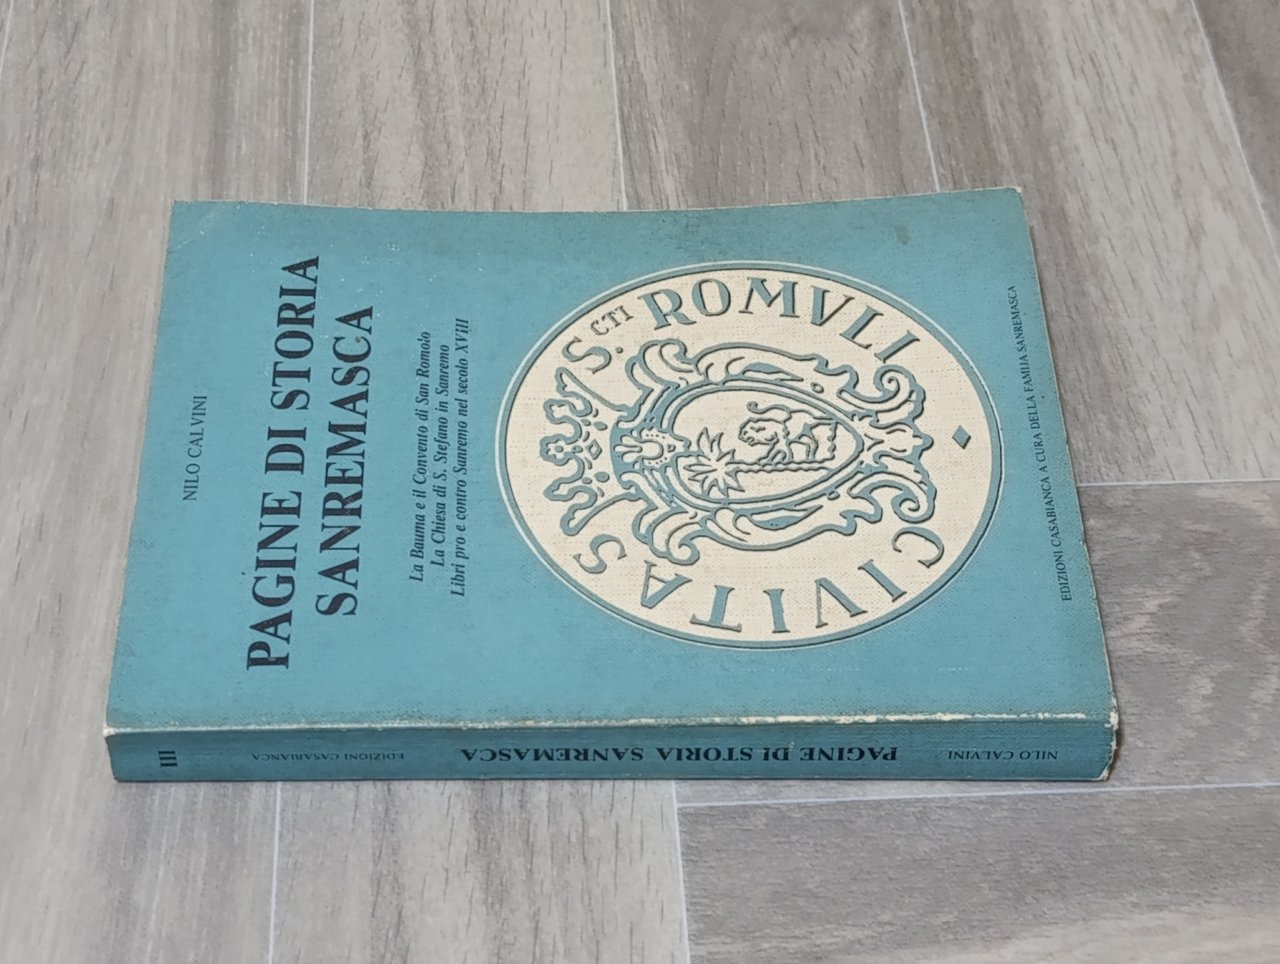 NILO CALVINI
PAGINE DI STORIA
SANREMASCA
La Bauma e il Convento di San Romolo
La Chiesa di S. Stefano in Sanremo
Libri pro e contro Sanremo nel secolo XVIII
CIVITAS SCTI ROMVLI
EDIZIONI CASABIANCA A CURA DELLA FAMIJA SANREMASCA
NILO CALVINI
PAGINE DI STORIA SANREMASCA
EDIZIONI CASABIANCA
III